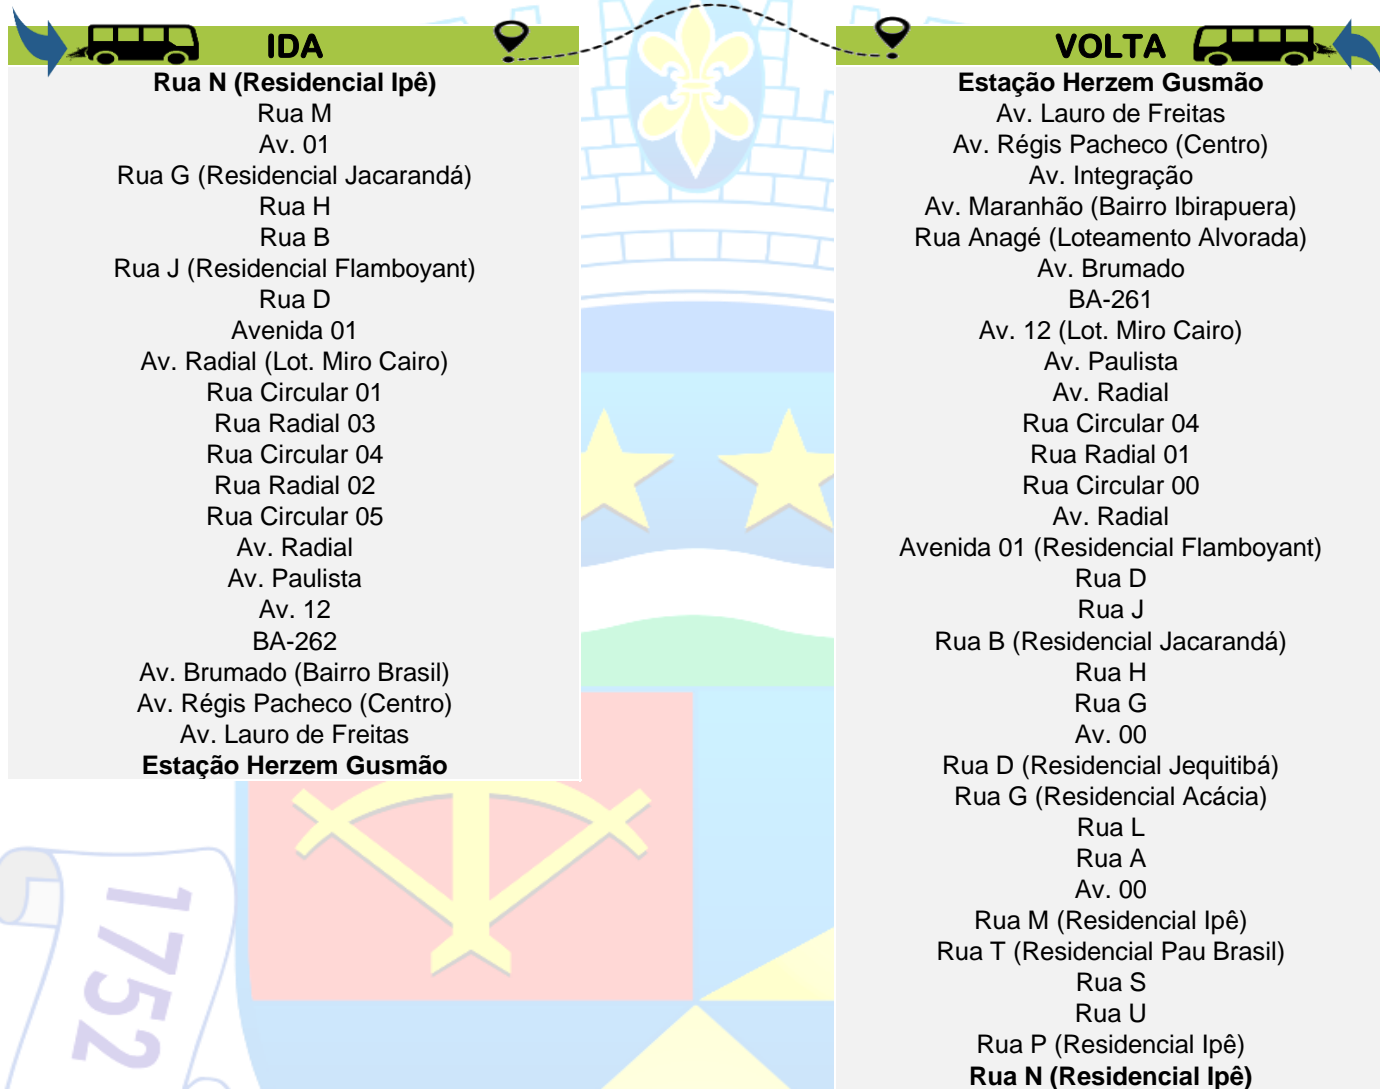 IDA
Rua N (Residencial Ipê)
Rua M
Av. 01
Rua G (Residencial Jacarandá)
Rua H
Rua B
Rua J (Residencial Flamboyant)
Rua D
Avenida 01
Av. Radial (Lot. Miro Cairo)
Rua Circular 01
Rua Radial 03
Rua Circular 04
Rua Radial 02
Rua Circular 05
Av. Radial
Av. Paulista
Av. 12
BA-262
Av. Brumado (Bairro Brasil)
Av. Régis Pacheco (Centro)
Av. Lauro de Freitas
Estação Herzem Gusmão
1752
VOLTA
Estação Herzem Gusmão
Av. Lauro de Freitas
Av. Régis Pacheco (Centro)
Av. Integração
Av. Maranhão (Bairro Ibirapuera)
Rua Anagé (Loteamento Alvorada)
Av. Brumado
BA-261
Av. 12 (Lot. Miro Cairo)
Av. Paulista
Av. Radial
Rua Circular 04
Rua Radial 01
Rua Circular 00
Av. Radial
Avenida 01 (Residencial Flamboyant)
Rua D
Rua J
Rua B (Residencial Jacarandá)
Rua H
Rua G
Av. 00
Rua D (Residencial Jequitibá)
Rua G (Residencial Acácia)
Rua L
Rua A
Av. 00
Rua M (Residencial Ipê)
Rua T (Residencial Pau Brasil)
Rua S
Rua U
Rua P (Residencial Ipê)
Rua N (Residencial Ipê)